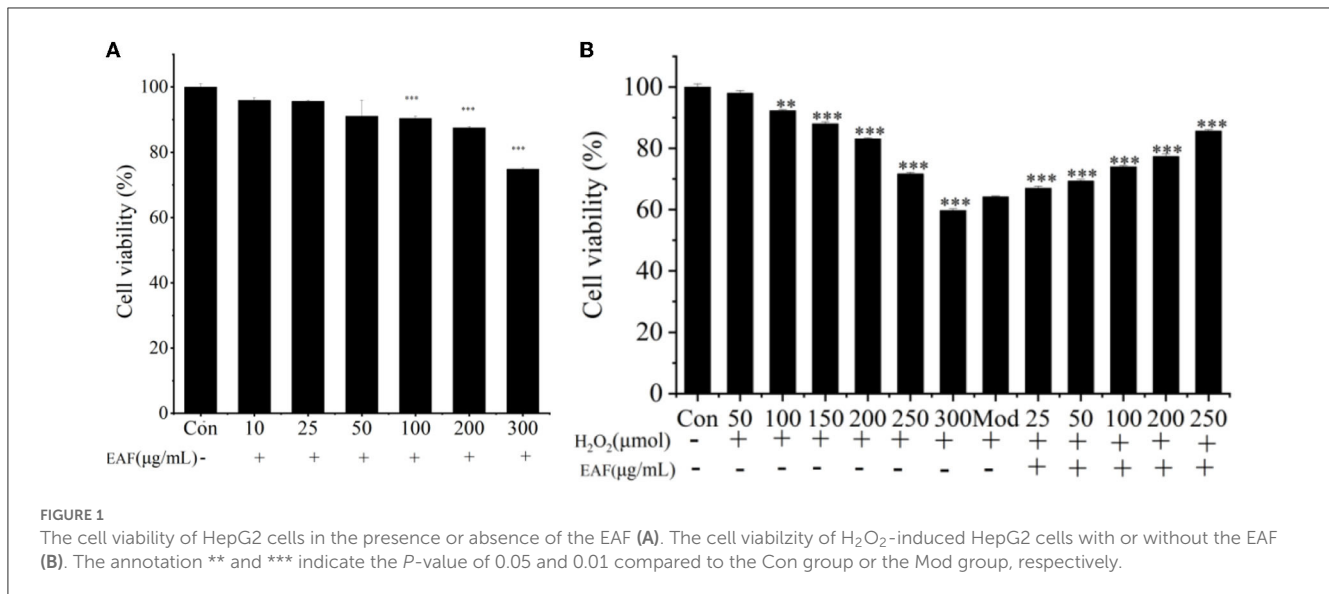 A
Cell viability (%)
100
80
60
40
20
0
*** *** ***
Con 10 25 50 100 200 300
EAF(μg/mL) - + + + + + +
B
Cell viability (%)
100
80
60
40
20
0
** *** *** *** *** *** *** *** *** ***
Con 50 100 150 200 250 300 Mod 25 50 100 200 250
H₂O₂(μmol) - + + + + + + + + + + + +
EAF(μg/mL) - - - - - - - - + + + + +
FIGURE 1
The cell viability of HepG2 cells in the presence or absence of the EAF (A). The cell viabilzity of H₂O₂-induced HepG2 cells with or without the EAF
(B). The annotation ** and *** indicate the P-value of 0.05 and 0.01 compared to the Con group or the Mod group, respectively.